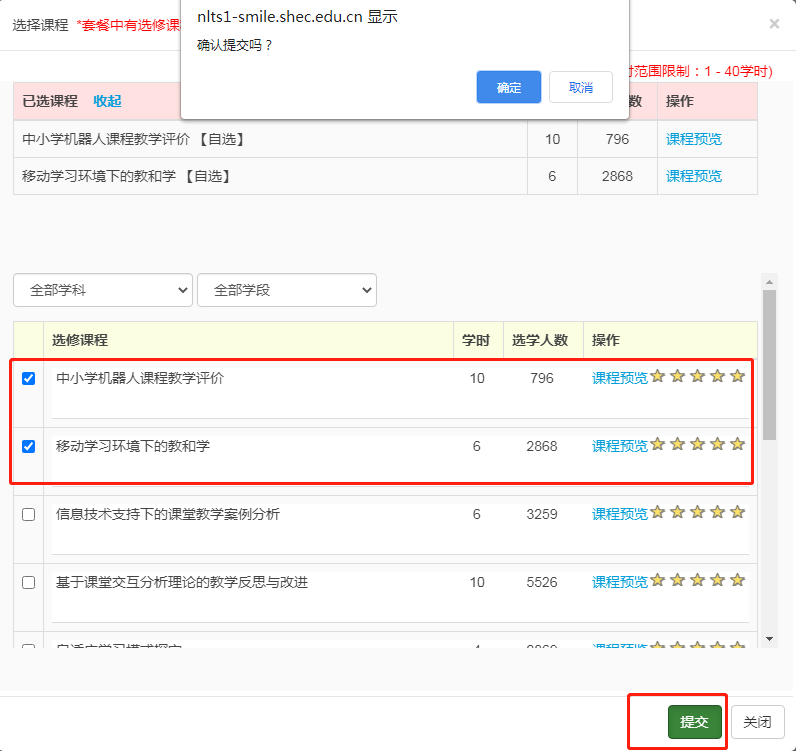 nlts1-smile.shec.edu.cn 显示
确认提交吗？
确定 取消
选择课程 *套餐中有选修课
范围限制：1 - 40学时)
已选课程 收起 数 操作
中小学机器人课程教学评价 【自选】 10 796 课程预览
移动学习环境下的教和学 【自选】 6 2868 课程预览
全部学科 全部学段
选修课程 学时 选学人数 操作
中小学机器人课程教学评价 10 796 课程预览
移动学习环境下的教和学 6 2868 课程预览
信息技术支持下的课堂教学案例分析 6 3259 课程预览
基于课堂交互分析理论的教学反思与改进 10 5526 课程预览
课程预览
提交 关闭